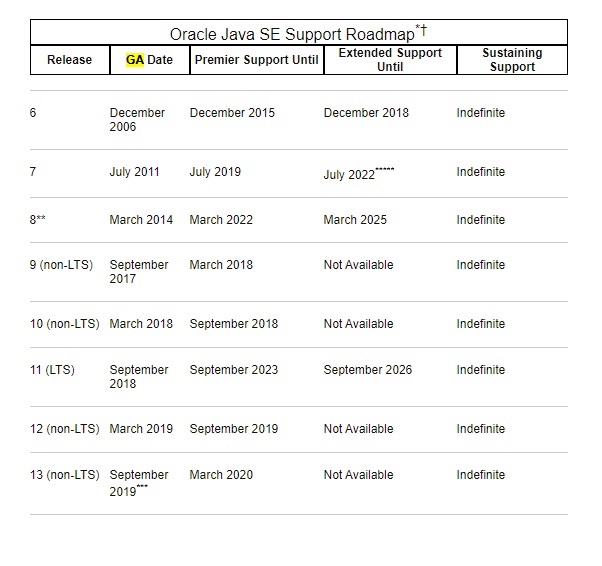 Oracle Java SE Support Roadmap*†
Release GA Date Premier Support Until Extended Support Until Sustaining Support
6 December 2006 December 2015 December 2018 Indefinite
7 July 2011 July 2019 July 2022***** Indefinite
8** March 2014 March 2022 March 2025 Indefinite
9 (non-LTS) September 2017 March 2018 Not Available Indefinite
10 (non-LTS) March 2018 September 2018 Not Available Indefinite
11 (LTS) September 2018 September 2023 September 2026 Indefinite
12 (non-LTS) March 2019 September 2019 Not Available Indefinite
13 (non-LTS) September 2019*** March 2020 Not Available Indefinite